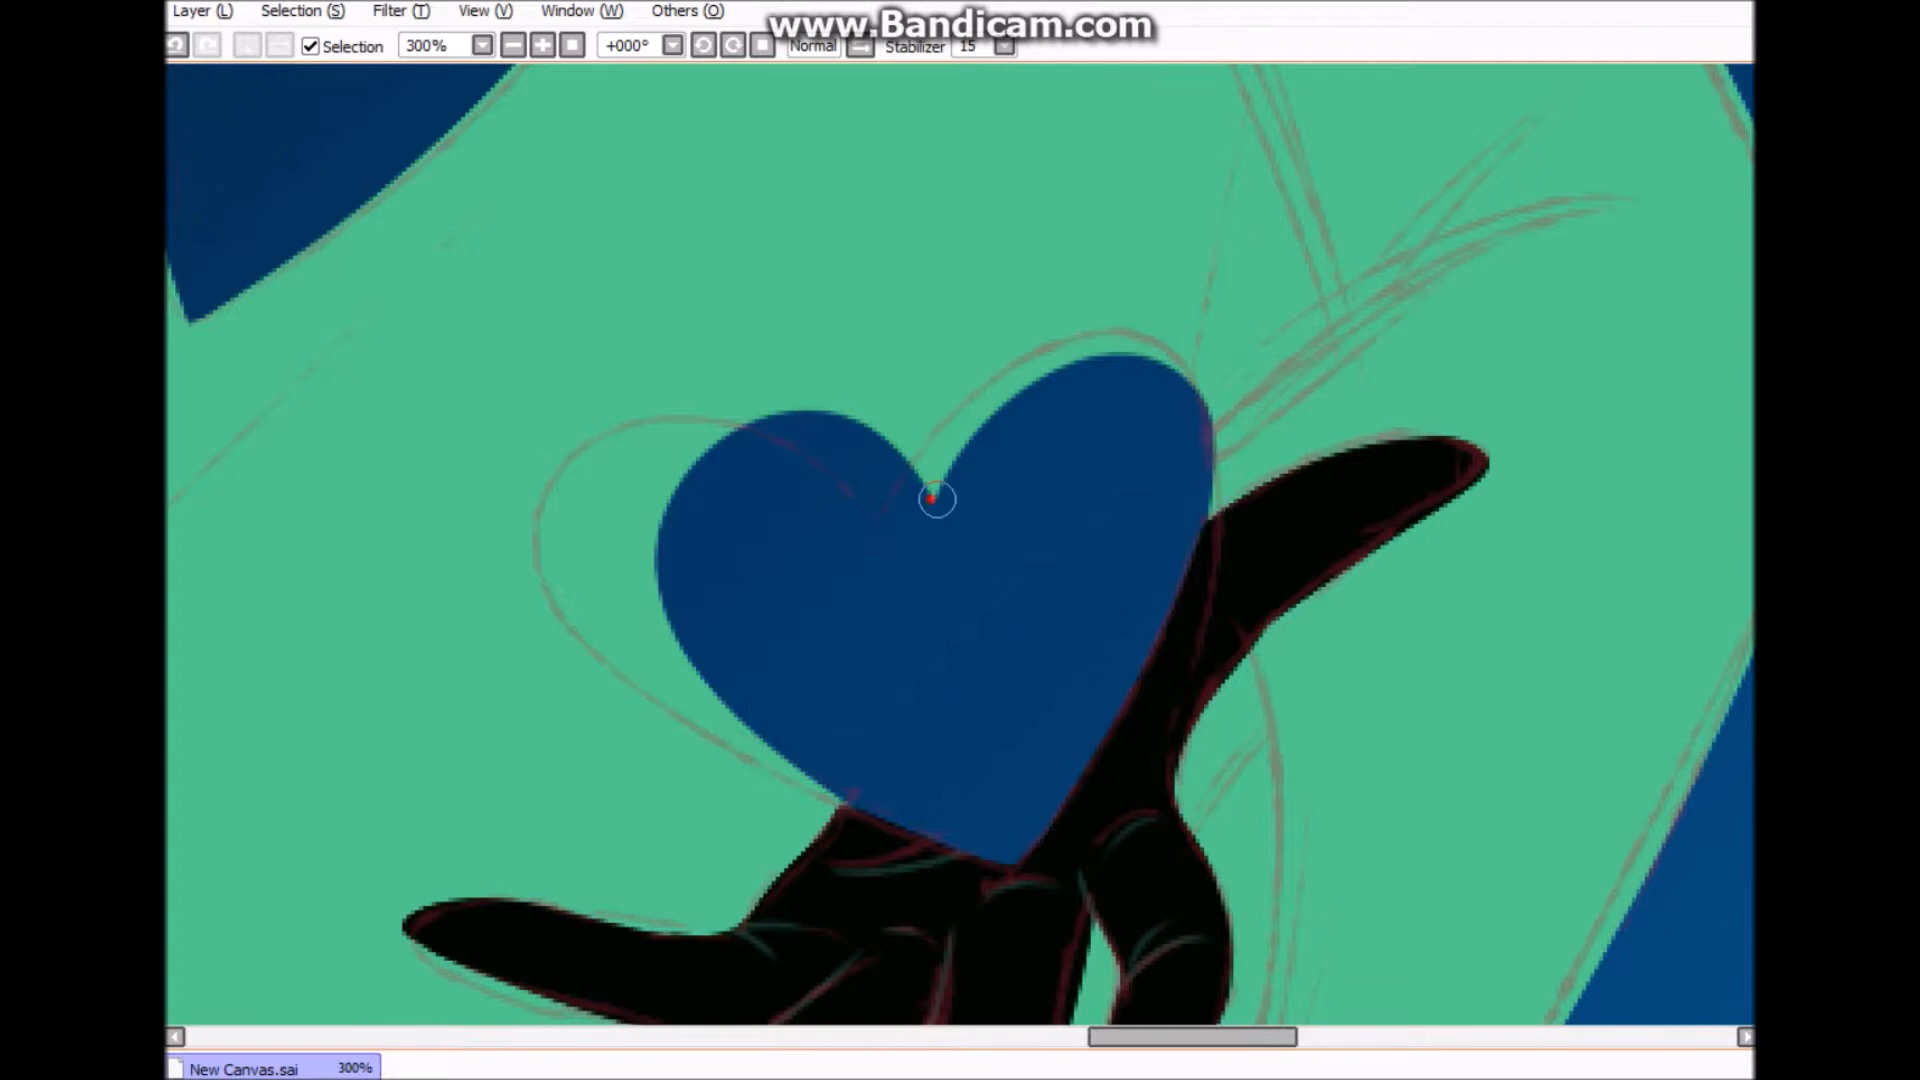 Layer (L) Selection (S) Filter (T) View (V) Window (W) Others (O)
www.Bandicam.com
Selection 300% +000° Normal Stabilizer 15
New Canvas.sai 300%